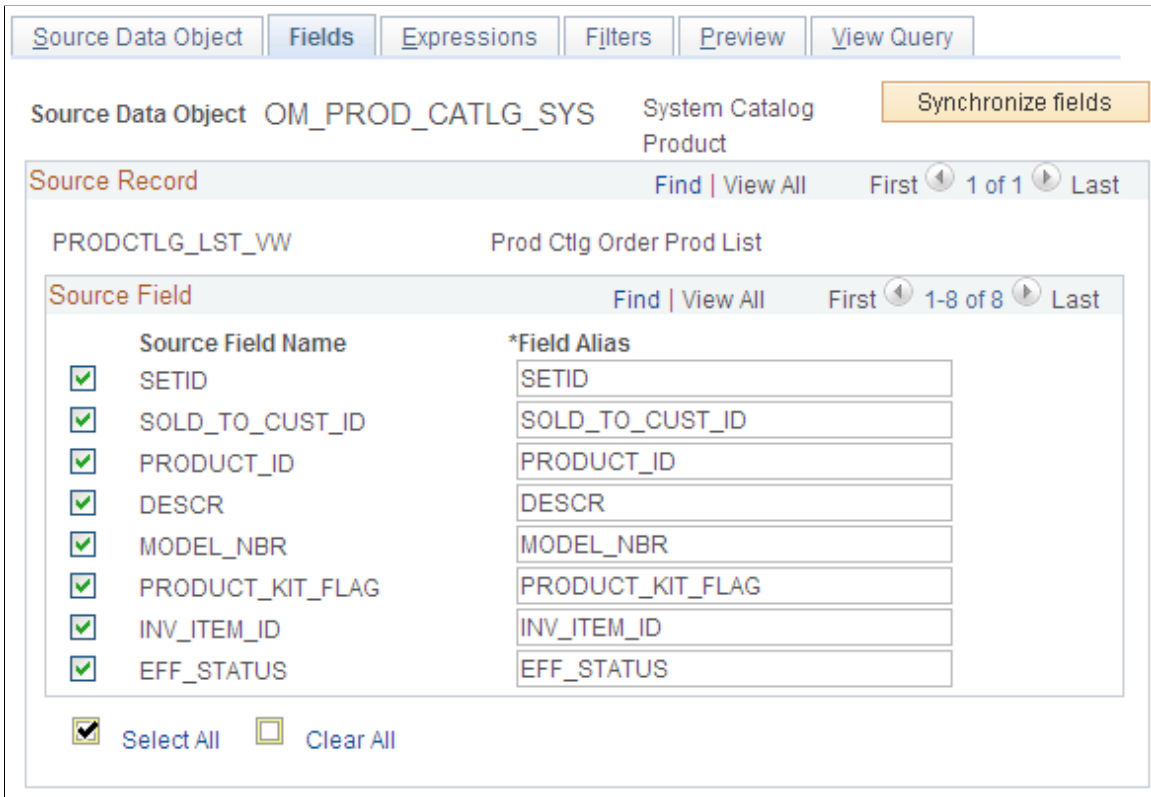 Source Data Object Fields Expressions Filters Preview View Query
Source Data Object OM_PROD_CATLG_SYS System Catalog Product Synchronize fields
Source Record Find | View All First 1 of 1 Last
PRODCTLG_LST_VW Prod Ctlg Order Prod List
Source Field Find | View All First 1-8 of 8 Last
Source Field Name *Field Alias
SETID SETID
SOLD_TO_CUST_ID SOLD_TO_CUST_ID
PRODUCT_ID PRODUCT_ID
DESCR DESCR
MODEL_NBR MODEL_NBR
PRODUCT_KIT_FLAG PRODUCT_KIT_FLAG
INV_ITEM_ID INV_ITEM_ID
EFF_STATUS EFF_STATUS
Select All Clear All